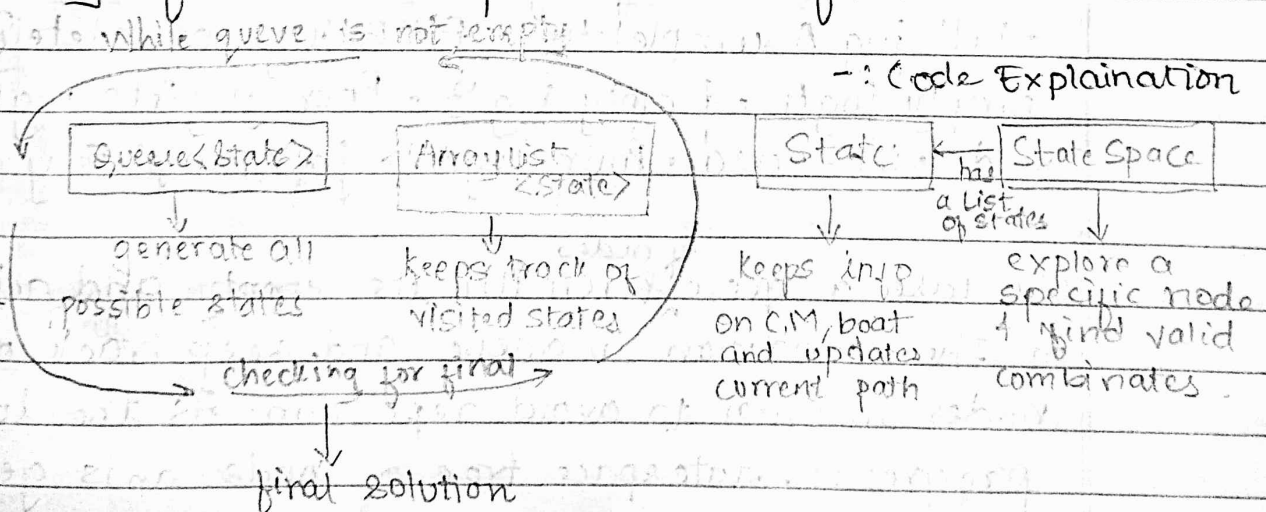 While queue is not empty
-: Code Explaination
Queue<State>
generate all
possible states
ArrayList
<State>
keeps track of
visited states
State
keeps info
on C,M, boat
and updates
current path
has
a List
of states
State Space
explore a
specific node
& find valid
combinates.
checking for final
final solution